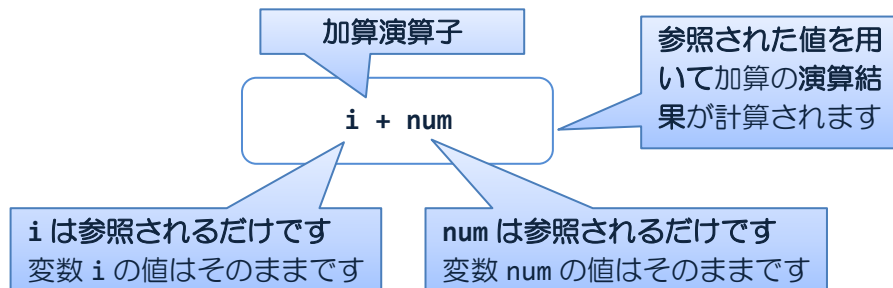 加算演算子
参照された値を用
いて加算の演算結
果が計算されます
i + num
i は参照されるだけです
変数 i の値はそのままです
num は参照されるだけです
変数 num の値はそのままです